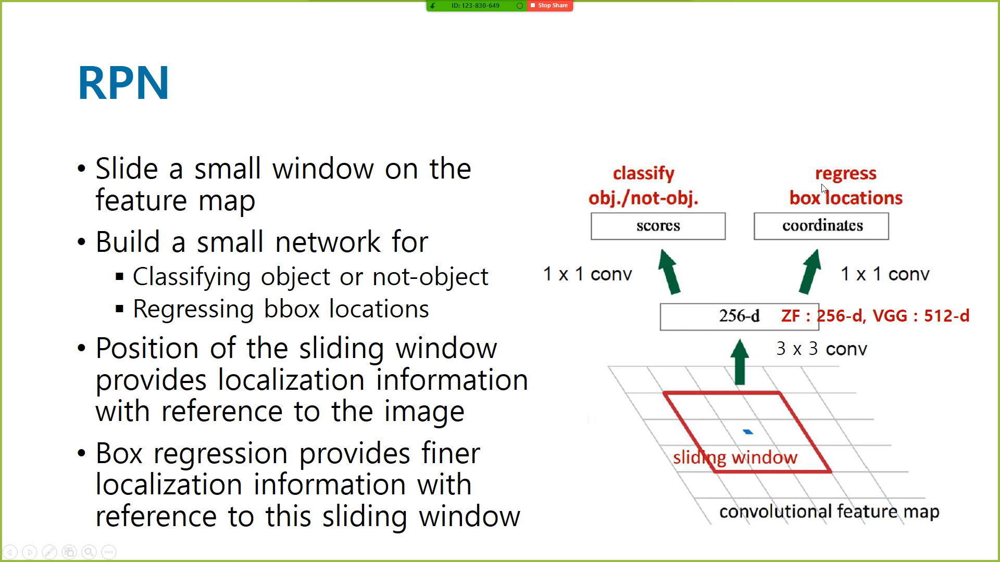 ID: 123-830-649
Stop Share
RPN
• Slide a small window on the
feature map
• Build a small network for
▪ Classifying object or not-object
▪ Regressing bbox locations
• Position of the sliding window
provides localization information
with reference to the image
• Box regression provides finer
localization information with
reference to this sliding window
classify
obj./not-obj.
regress
box locations
scores
coordinates
1 x 1 conv
1 x 1 conv
256-d
ZF : 256-d, VGG : 512-d
3 x 3 conv
sliding window
convolutional feature map